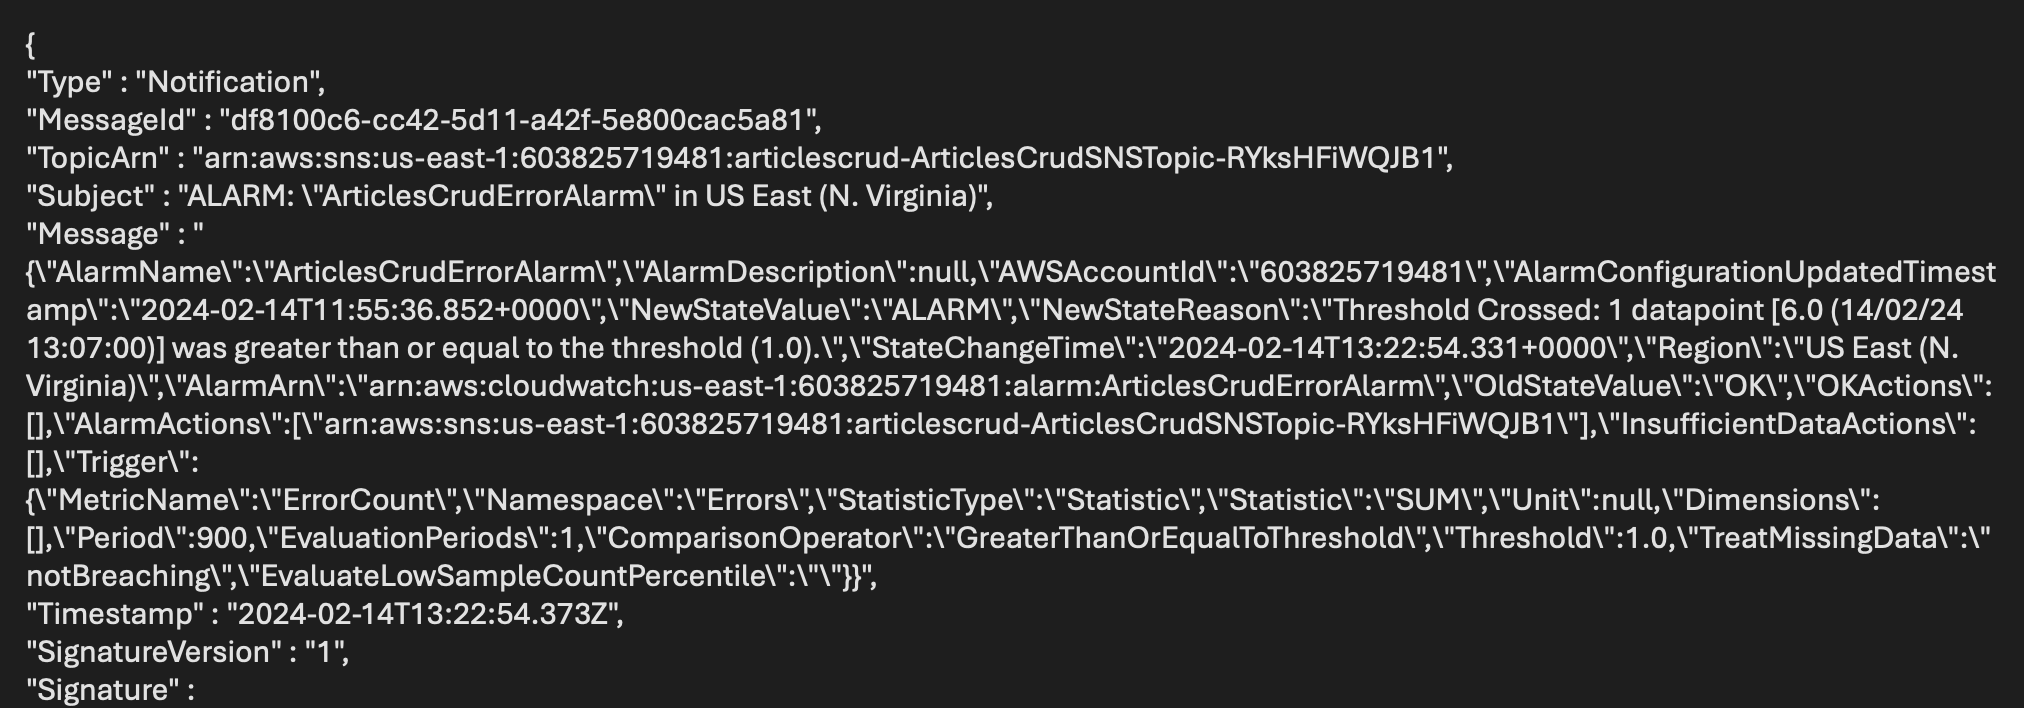 {
"Type" : "Notification",
"MessageId" : "df8100c6-cc42-5d11-a42f-5e800cac5a81",
"TopicArn" : "arn:aws:sns:us-east-1:603825719481:articlescrud-ArticlesCrudSNSTopic-RYksHFiWQJB1",
"Subject" : "ALARM: \"ArticlesCrudErrorAlarm\" in US East (N. Virginia)",
"Message" : "
{\"AlarmName\":\"ArticlesCrudErrorAlarm\",\"AlarmDescription\":null,\"AWSAccountId\":\"603825719481\",\"AlarmConfigurationUpdatedTimest
amp\":\"2024-02-14T11:55:36.852+0000\",\"NewStateValue\":\"ALARM\",\"NewStateReason\":\"Threshold Crossed: 1 datapoint [6.0 (14/02/24
13:07:00)] was greater than or equal to the threshold (1.0).\",\"StateChangeTime\":\"2024-02-14T13:22:54.331+0000\",\"Region\":\"US East (N.
Virginia)\",\"AlarmArn\":\"arn:aws:cloudwatch:us-east-1:603825719481:alarm:ArticlesCrudErrorAlarm\",\"OldStateValue\":\"OK\",\"OKActions\":
[],\"AlarmActions\":[\"arn:aws:sns:us-east-1:603825719481:articlescrud-ArticlesCrudSNSTopic-RYksHFiWQJB1\"],\"InsufficientDataActions\":
[],\"Trigger\":
{\"MetricName\":\"ErrorCount\",\"Namespace\":\"Errors\",\"StatisticType\":\"Statistic\",\"Statistic\":\"SUM\",\"Unit\":null,\"Dimensions\":
[],\"Period\":900,\"EvaluationPeriods\":1,\"ComparisonOperator\":\"GreaterThanOrEqualToThreshold\",\"Threshold\":1.0,\"TreatMissingData\":\"
notBreaching\",\"EvaluateLowSampleCountPercentile\":\"\"}}",
"Timestamp" : "2024-02-14T13:22:54.373Z",
"SignatureVersion" : "1",
"Signature" :